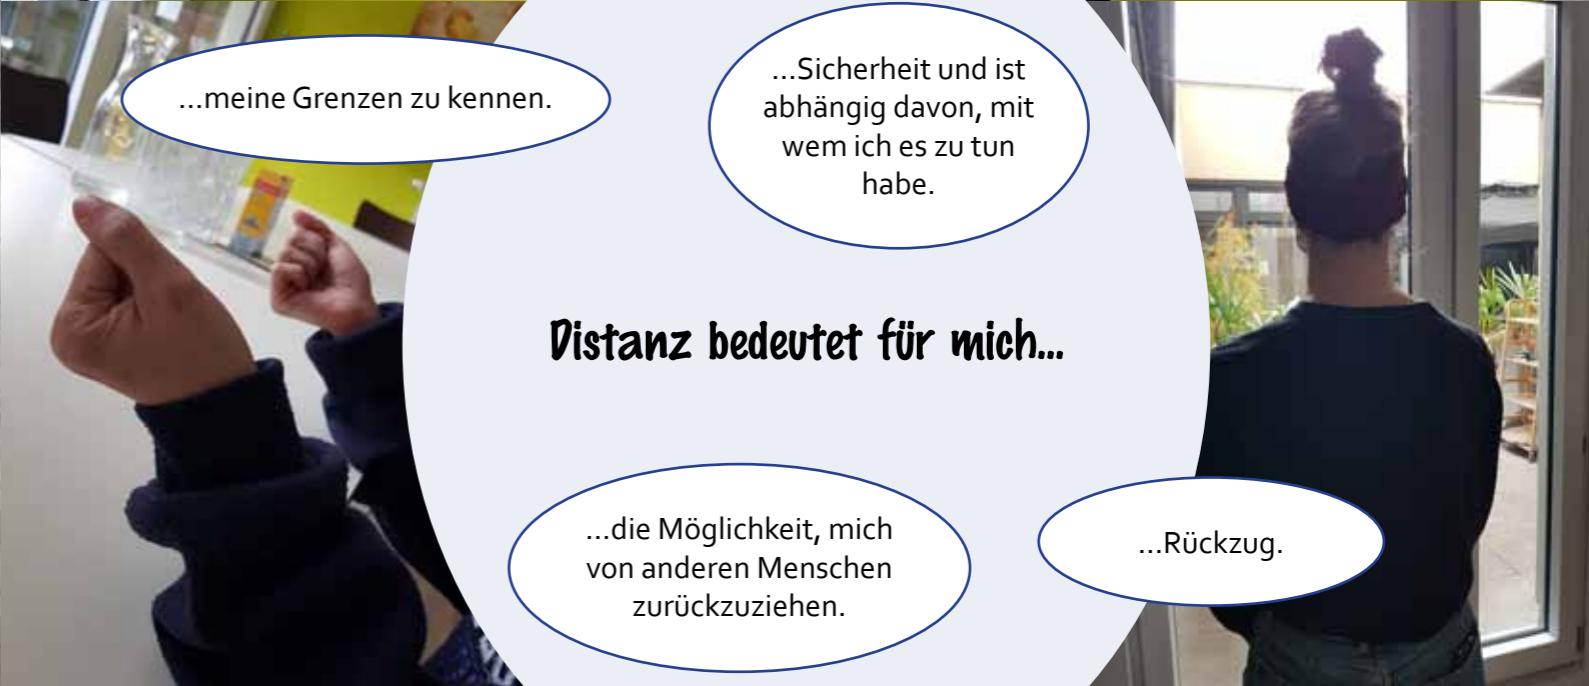 ...meine Grenzen zu kennen.
...Sicherheit und ist
abhängig davon, mit
wem ich es zu tun
habe.
Distanz bedeutet für mich...
...die Möglichkeit, mich
von anderen Menschen
zurückzuziehen.
...Rückzug.